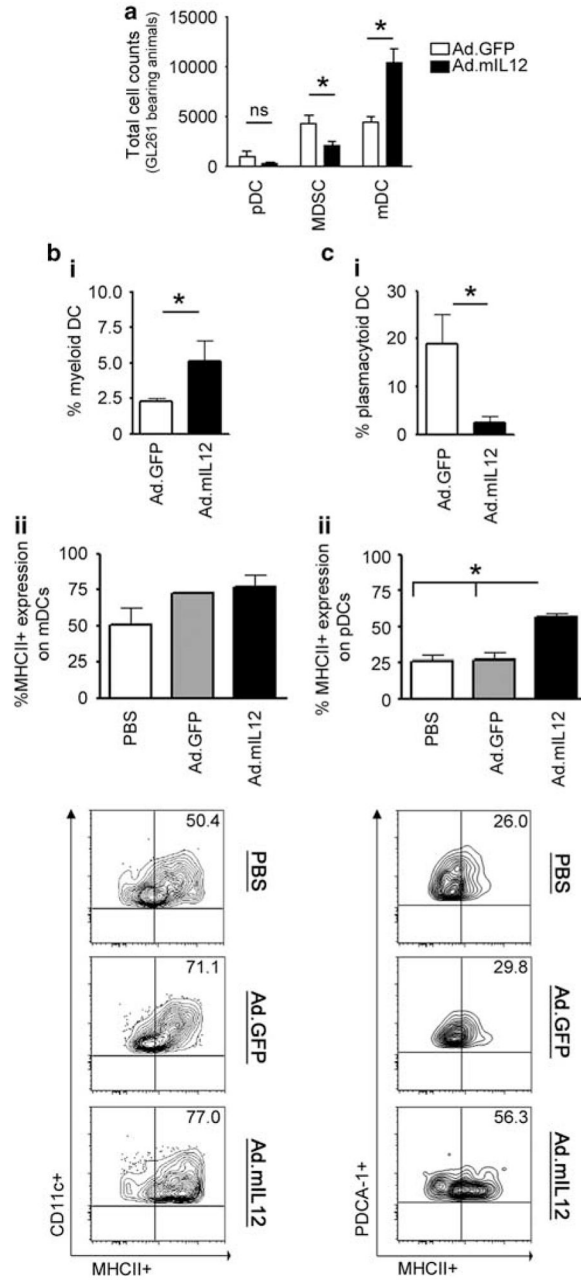 a
Total cell counts
(GL261 bearing animals)
15000
10000
5000
0
ns
*
*
Ad.GFP
Ad.mIL12
pDC
MDSC
mDC
b
i
% myeloid DC
10.0
7.5
5.0
2.5
0
*
Ad.GFP
Ad.mIL12
c
i
% plasmacytoid DC
30
20
10
0
*
Ad.GFP
Ad.mIL12
ii
%MHCII+ expression
on mDCs
100
75
50
25
0
PBS
Ad.GFP
Ad.mIL12
ii
% MHCII+ expression
on pDCs
100
75
50
25
0
*
PBS
Ad.GFP
Ad.mIL12
50.4
PBS
71.1
Ad.GFP
77.0
Ad.mIL12
CD11c+
MHCII+
26.0
PBS
29.8
Ad.GFP
56.3
Ad.mIL12
PDCA-1+
MHCII+